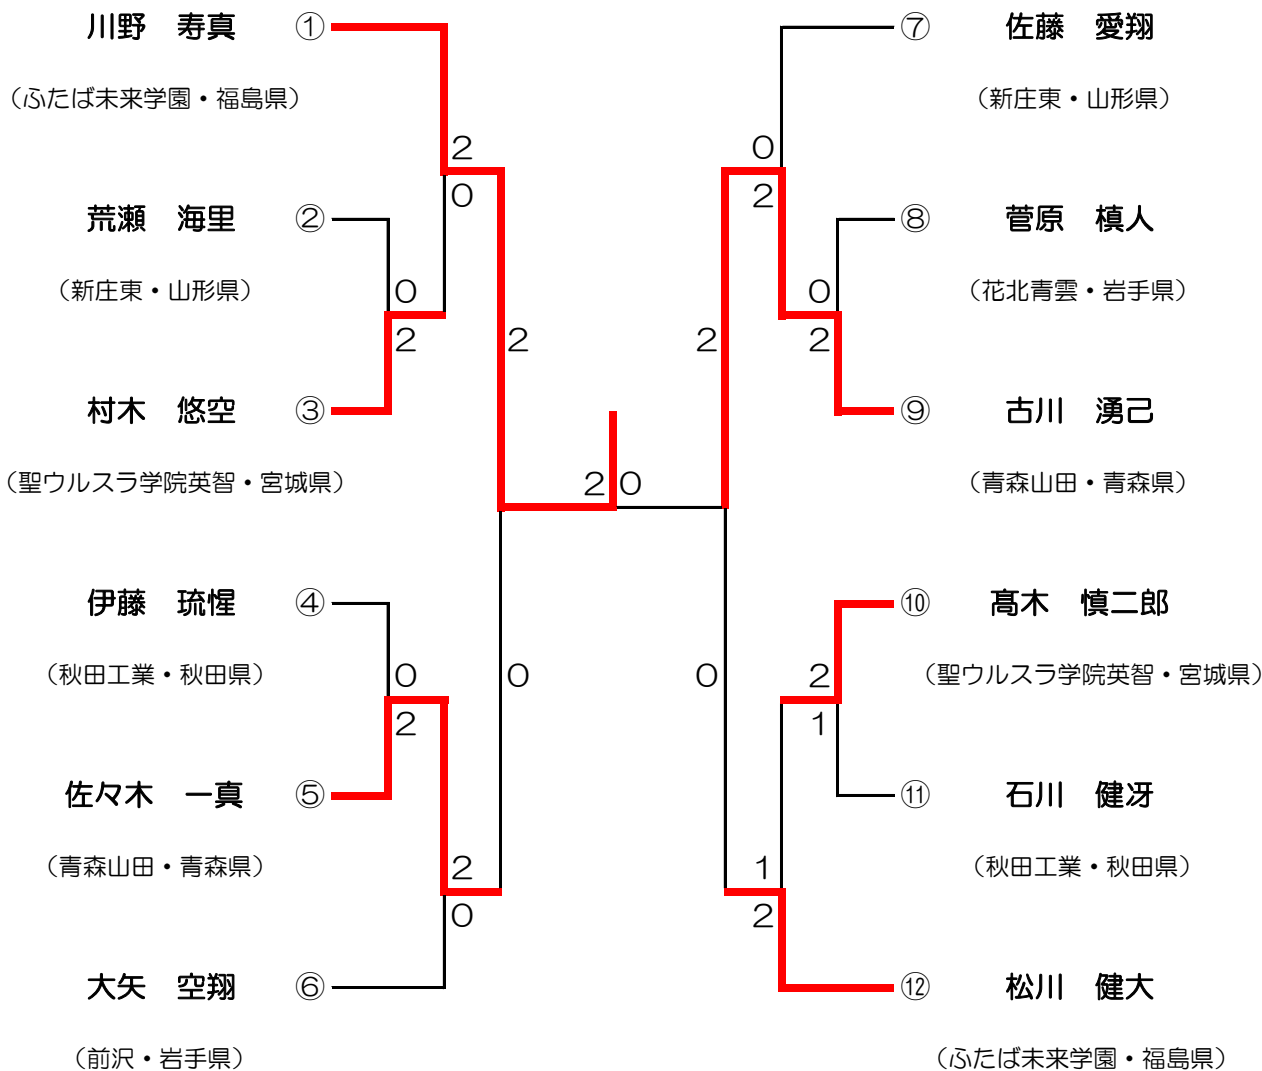 川野　寿真 ①
（ふたば未来学園・福島県）
2
0
荒瀬　海里 ②
（新庄東・山形県）
0
2
2
村木　悠空 ③
（聖ウルスラ学院英智・宮城県）
2 0
伊藤　琉惺 ④
（秋田工業・秋田県）
0
2
0
佐々木　一真 ⑤
（青森山田・青森県）
2
0
大矢　空翔 ⑥
（前沢・岩手県）
⑦ 佐藤　愛翔
（新庄東・山形県）
0
2
⑧ 菅原　槙人
（花北青雲・岩手県）
0
2
2
⑨ 古川　湧己
（青森山田・青森県）
⑩ 髙木　慎二郎
（聖ウルスラ学院英智・宮城県）
0
2
1
⑪ 石川　健冴
（秋田工業・秋田県）
1
2
⑫ 松川　健大
（ふたば未来学園・福島県）